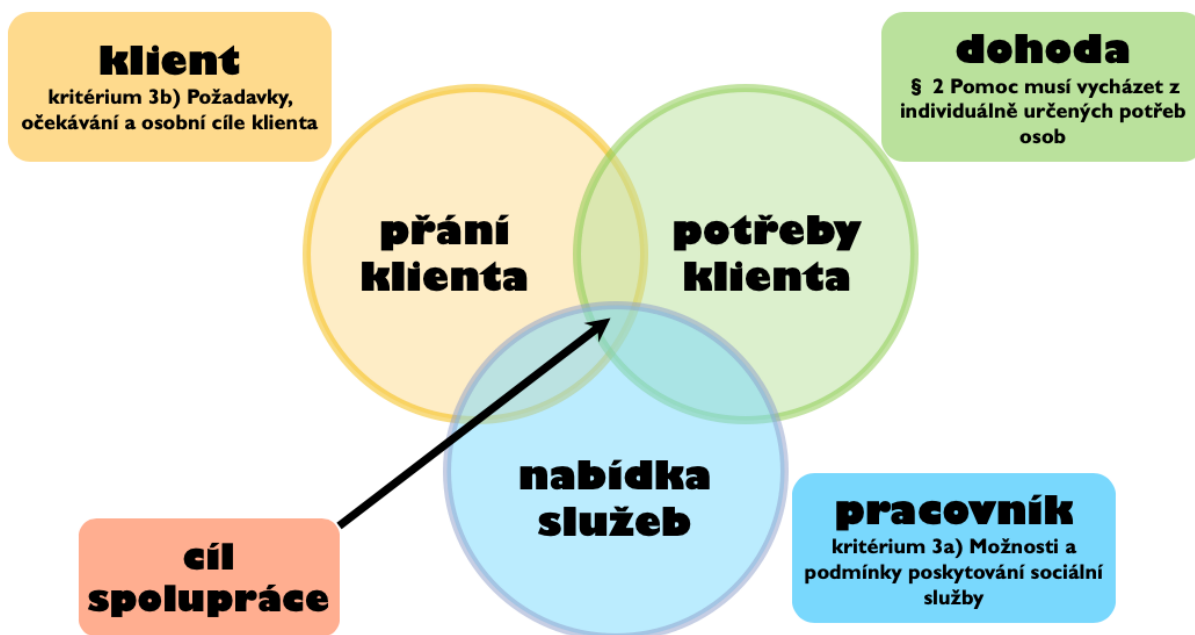 klient
kritérium 3b) Požadavky,
očekávání a osobní cíle klienta
dohoda
§ 2 Pomoc musí vycházet z
individuálně určených potřeb
osob
přání
klienta
potřeby
klienta
nabídka
služeb
cíl
spolupráce
pracovník
kritérium 3a) Možnosti a
podmínky poskytování sociální
služby